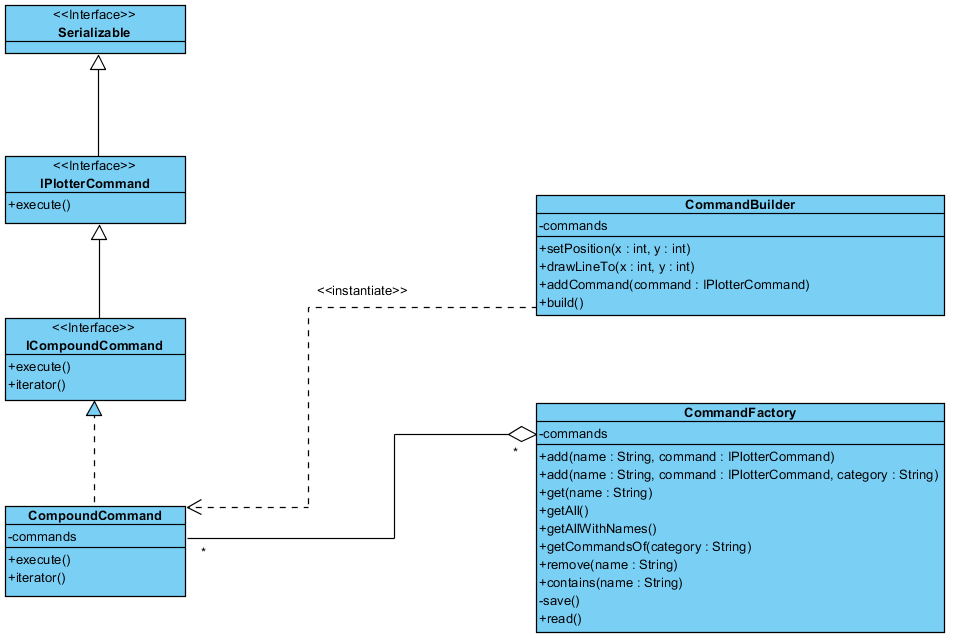 <<Interface>>
Serializable
<<Interface>>
IPlotterCommand
+execute()
<<Interface>>
ICompoundCommand
+execute()
+iterator()
CompoundCommand
-commands
+execute()
+iterator()
<<instantiate>>
*
*
CommandBuilder
-commands
+setPosition(x : int, y : int)
+drawLineTo(x : int, y : int)
+addCommand(command : IPlotterCommand)
+build()
CommandFactory
-commands
+add(name : String, command : IPlotterCommand)
+add(name : String, command : IPlotterCommand, category : String)
+get(name : String)
+getAll()
+getAllWithNames()
+getCommandsOf(category : String)
+remove(name : String)
+contains(name : String)
-save()
+read()